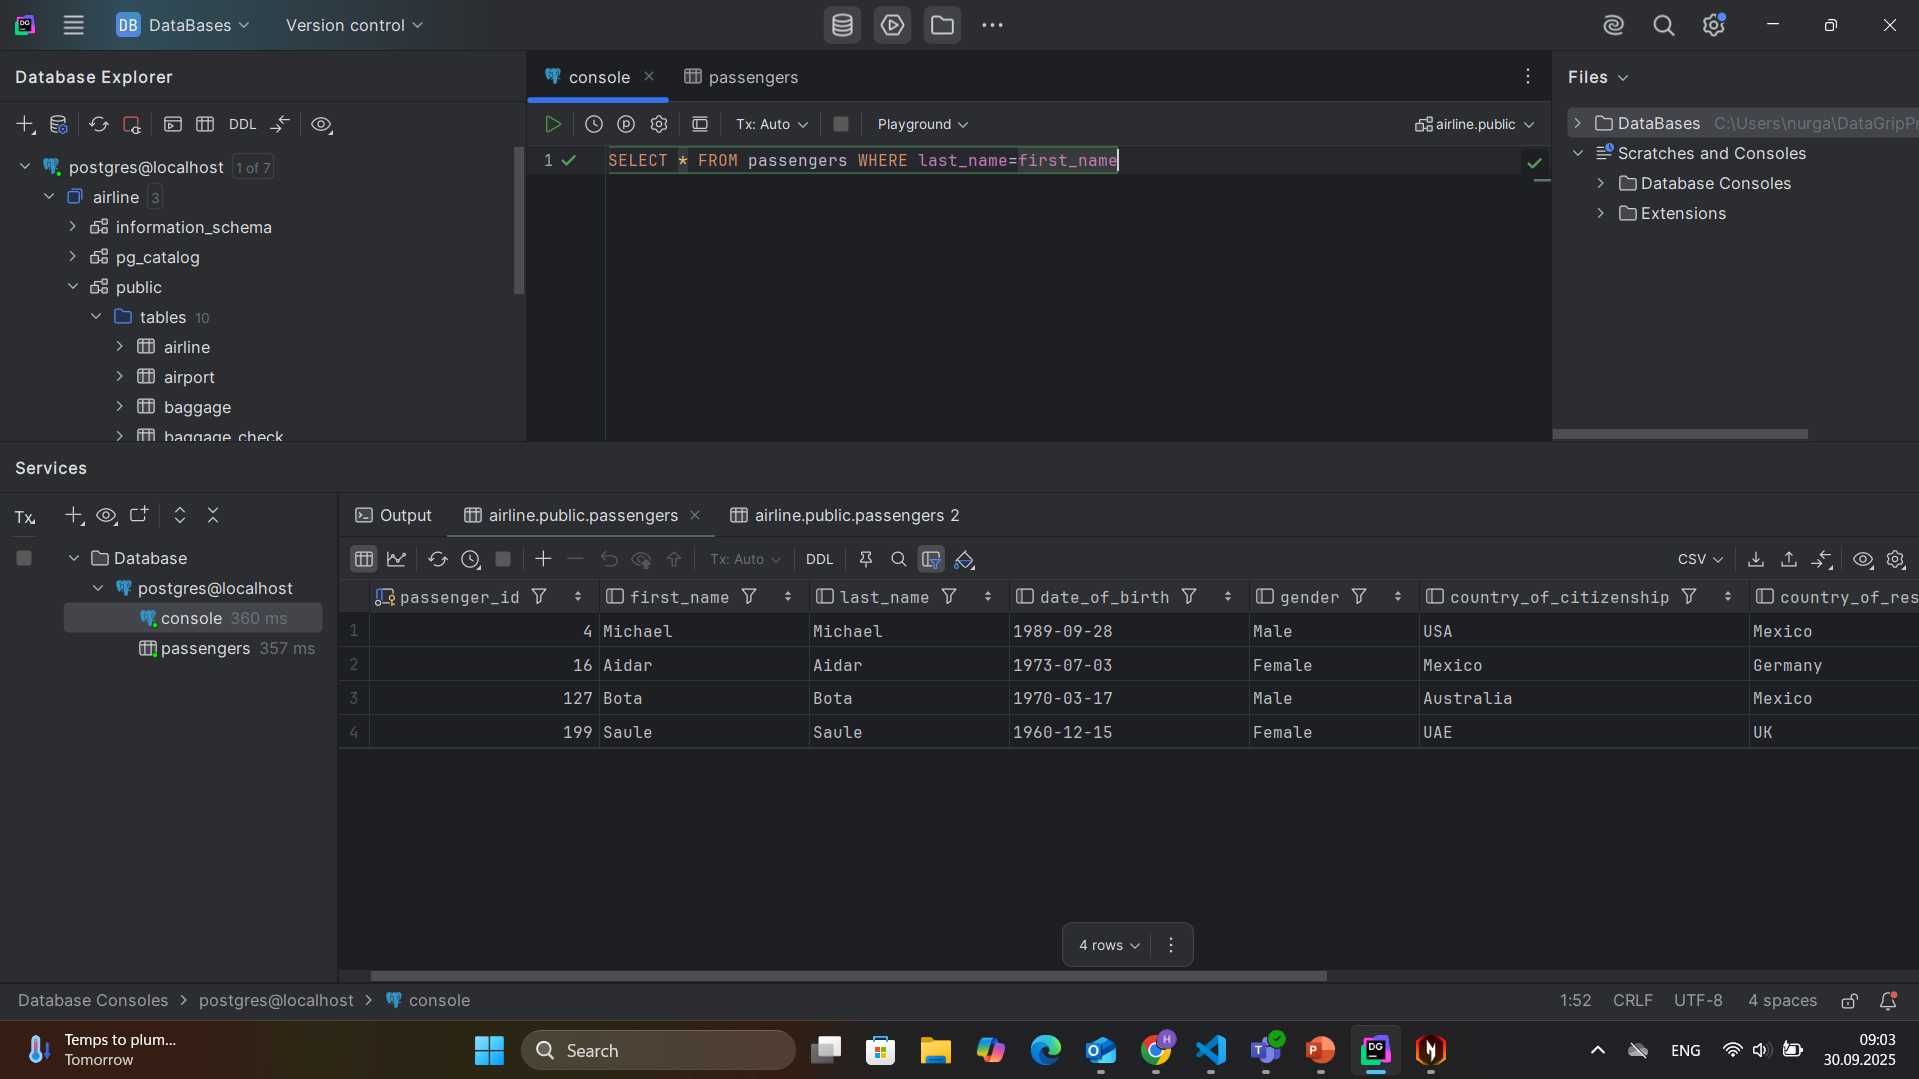 DB DataBases Version control
Database Explorer
console
passengers
Files
DDL
Tx: Auto
Playground
airline.public
postgres@localhost 1 of 7
airline 3
information_schema
pg_catalog
public
tables 10
airline
airport
baggage
baggage_check
1 SELECT * FROM passengers WHERE last_name=first_name
DataBases C:\Users\nurga\DataGripPr
Scratches and Consoles
Database Consoles
Extensions
Services
Tx
Database
postgres@localhost
console 360 ms
passengers 357 ms
Output airline.public.passengers airline.public.passengers 2
Tx: Auto DDL CSV
passenger_id first_name last_name date_of_birth gender country_of_citizenship country_of_res
1 4 Michael Michael 1989-09-28 Male USA Mexico
2 16 Aidar Aidar 1973-07-03 Female Mexico Germany
3 127 Bota Bota 1970-03-17 Male Australia Mexico
4 199 Saule Saule 1960-12-15 Female UAE UK
4 rows
Database Consoles > postgres@localhost > console
1:52 CRLF UTF-8 4 spaces
Temps to plum...
Tomorrow
Search
ENG
09:03
30.09.2025